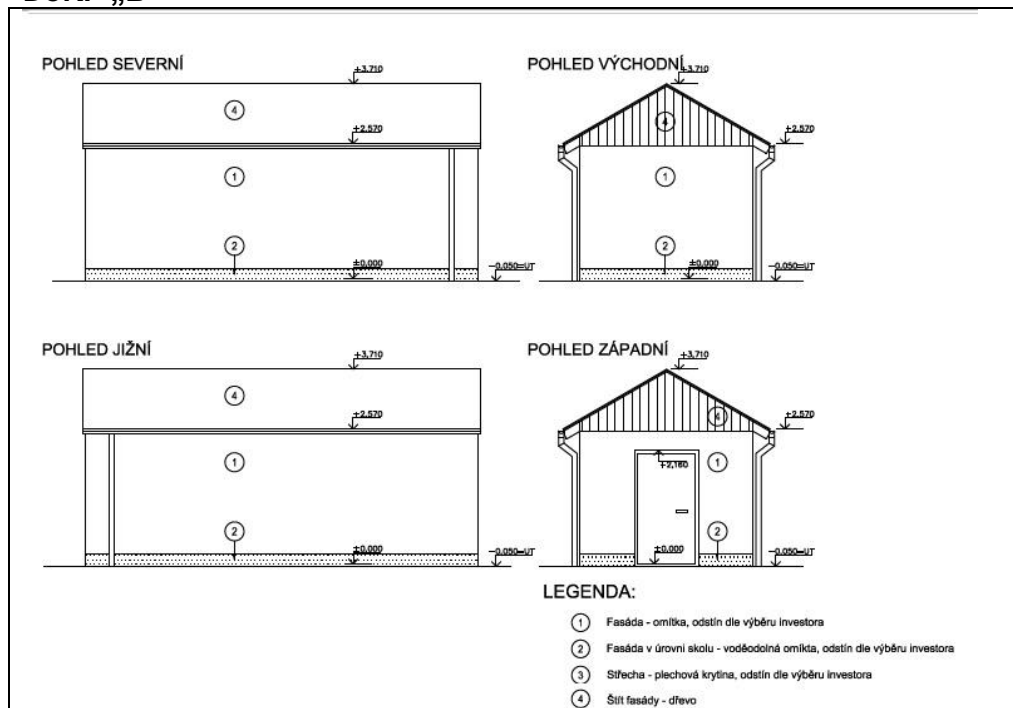 POHLED SEVERNÍ
+3,710
4
+2,570
1
2
±0,000
-0,050=UT
POHLED VÝCHODNÍ
+3,710
4
+2,570
1
2
±0,000
-0,050=UT
POHLED JIŽNÍ
+3,710
4
+2,570
1
2
±0,000
-0,050=UT
POHLED ZÁPADNÍ
+3,710
4
+2,570
1
+2,160
2
±0,000
-0,050=UT
LEGENDA:
1 Fasáda - omítka, odstín dle výběru investora
2 Fasáda v úrovni skolu - voděodolná omíkta, odstín dle výběru investora
3 Střecha - plechová krytina, odstín dle výběru investora
4 Štít fasády - dřevo